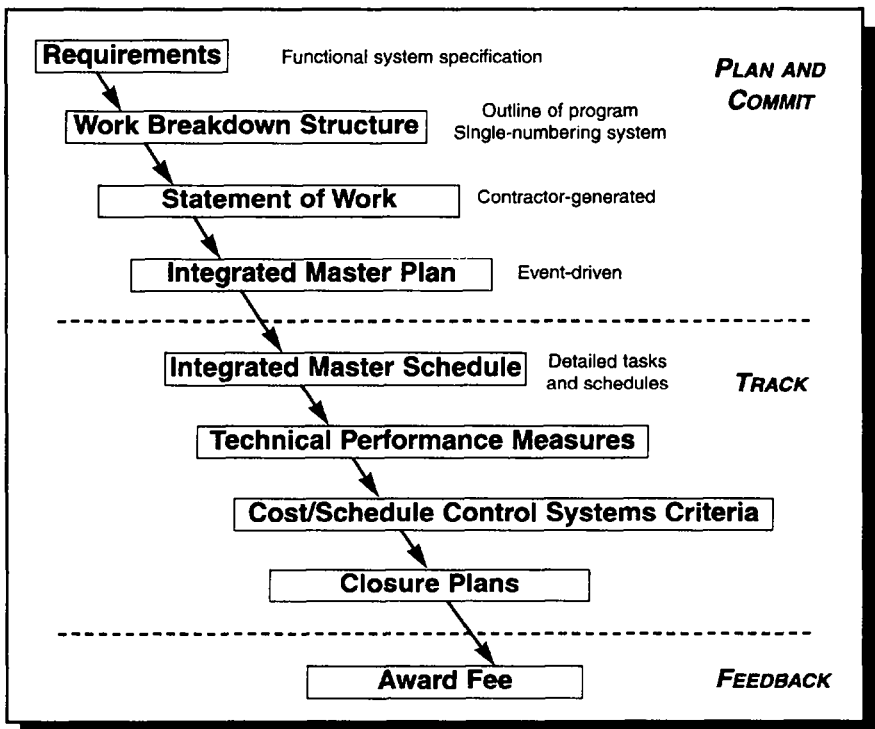 Requirements
Functional system specification
PLAN AND
COMMIT
Work Breakdown Structure
Outline of program
Single-numbering system
Statement of Work
Contractor-generated
Integrated Master Plan
Event-driven
Integrated Master Schedule
Detailed tasks
and schedules
TRACK
Technical Performance Measures
Cost/Schedule Control Systems Criteria
Closure Plans
Award Fee
FEEDBACK